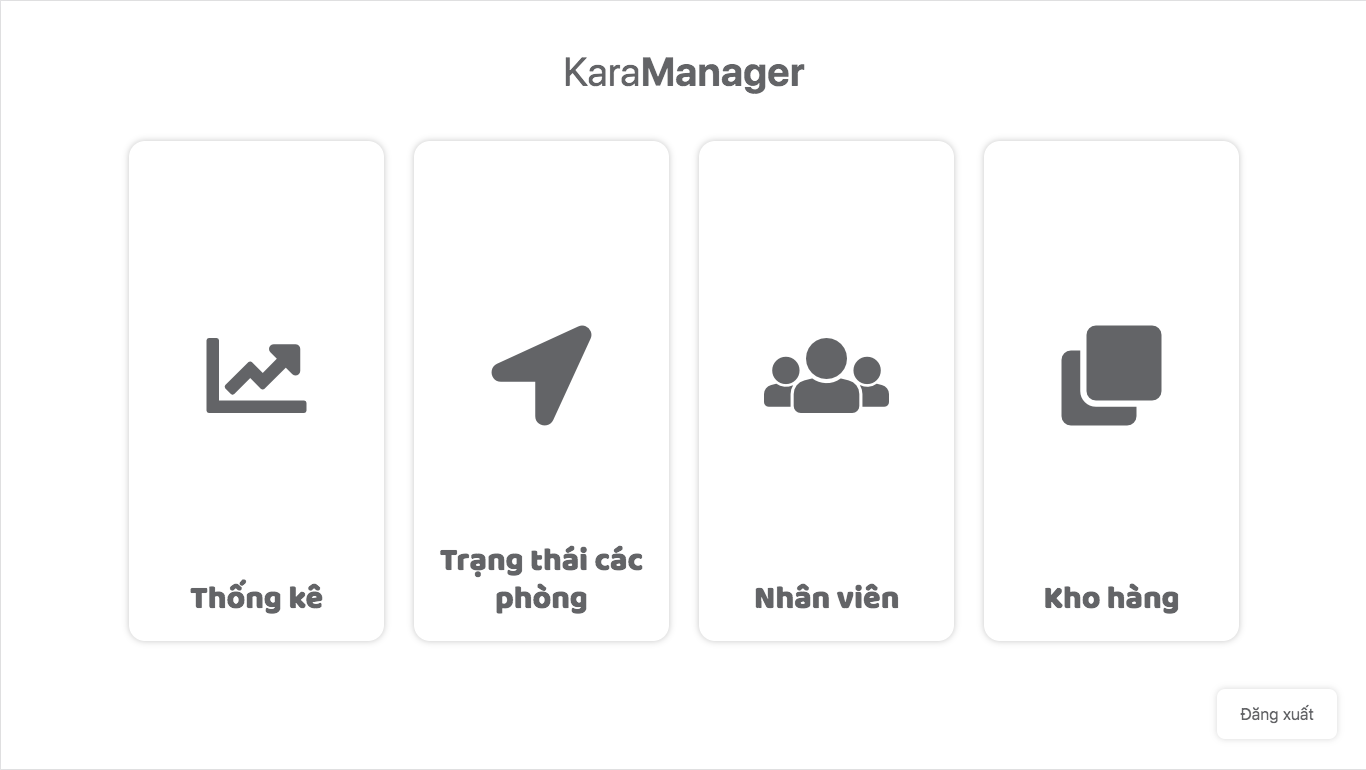 KaraManager
Thống kê
Trạng thái các
phòng
Nhân viên
Kho hàng
Đăng xuất